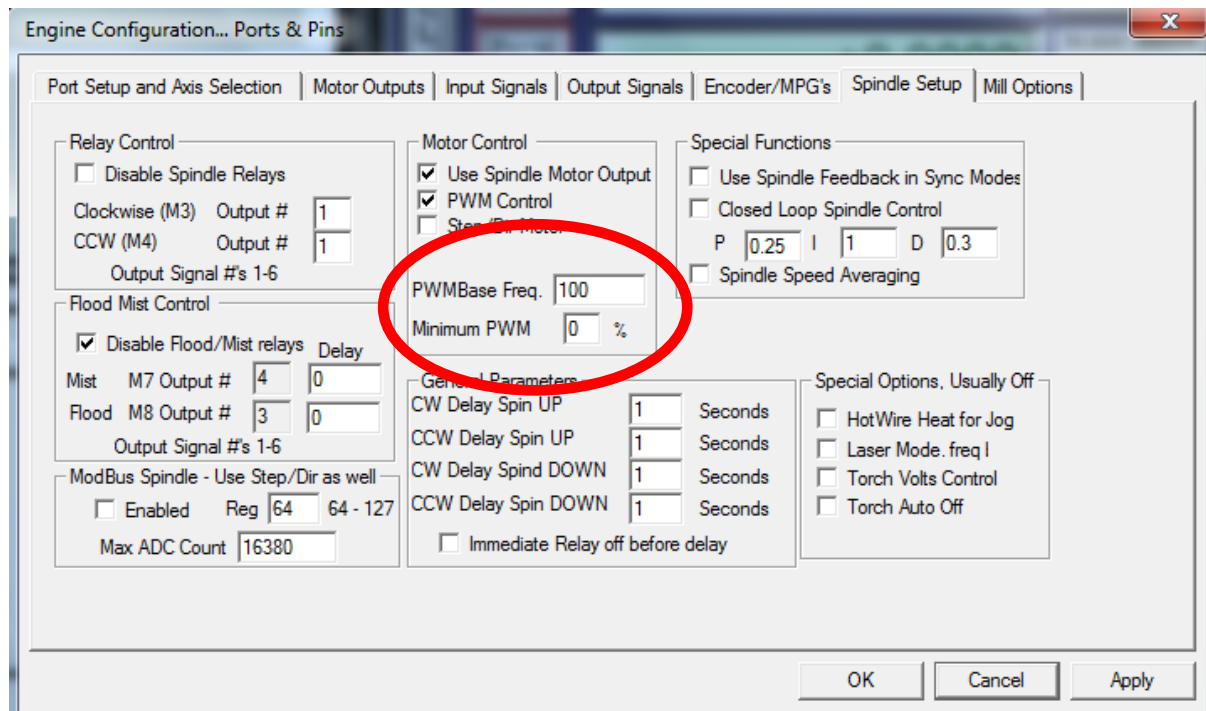 Engine Configuration... Ports & Pins
Port Setup and Axis Selection Motor Outputs Input Signals Output Signals Encoder/MPG's Spindle Setup Mill Options
Relay Control
Disable Spindle Relays
Clockwise (M3) Output # 1
CCW (M4) Output # 1
Output Signal #'s 1-6
Flood Mist Control
Disable Flood/Mist relays Delay
Mist M7 Output # 4 0
Flood M8 Output # 3 0
Output Signal #'s 1-6
ModBus Spindle - Use Step/Dir as well
Enabled Reg 64 64 - 127
Max ADC Count 16380
Motor Control
Use Spindle Motor Output
PWM Control
Step/Dir Motor
PWMBase Freq. 100
Minimum PWM 0 %
General Parameters
CW Delay Spin UP 1 Seconds
CCW Delay Spin UP 1 Seconds
CW Delay Spind DOWN 1 Seconds
CCW Delay Spin DOWN 1 Seconds
Immediate Relay off before delay
Special Functions
Use Spindle Feedback in Sync Modes
Closed Loop Spindle Control
P 0.25 I 1 D 0.3
Spindle Speed Averaging
Special Options, Usually Off
HotWire Heat for Jog
Laser Mode. freq I
Torch Volts Control
Torch Auto Off
OK Cancel Apply